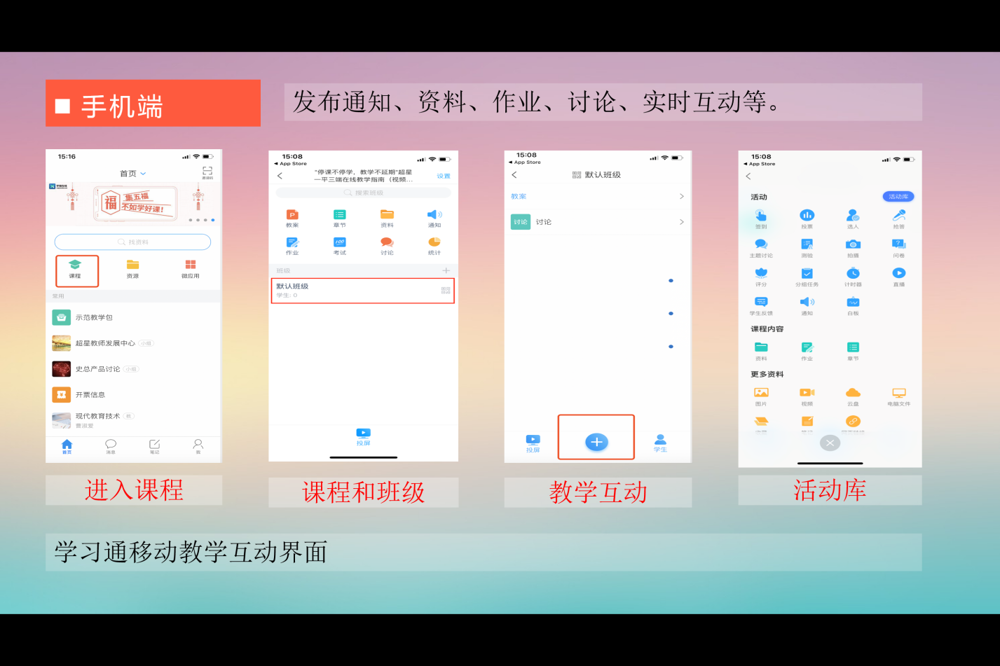 手机端
发布通知、资料、作业、讨论、实时互动等。
15:16
首页
邀请码
集五福
福
不如学好课!
找资料
课程
资源
微应用
常用
示范教学包
超星教师发展中心 小组
史总产品讨论 小组
开票信息
现代教育技术 教
曹淑爱
首页
消息
笔记
我
进入课程
15:08
App Store
"停课不停学，教学不延期"超星
一平三端在线教学指南（视频...
设置
搜索班级
教案
章节
资料
通知
作业
考试
讨论
统计
班级
默认班级
学生: 0
投屏
课程和班级
15:08
App Store
默认班级
教案
讨论 讨论
投屏
学生
教学互动
15:08
App Store
活动
活动库
签到
投票
选人
抢答
主题讨论
测验
拍摄
问卷
评分
分组任务
计时器
直播
学生反馈
通知
白板
课程内容
资料
作业
章节
更多资料
图片
视频
云盘
电脑文件
活动库
学习通移动教学互动界面